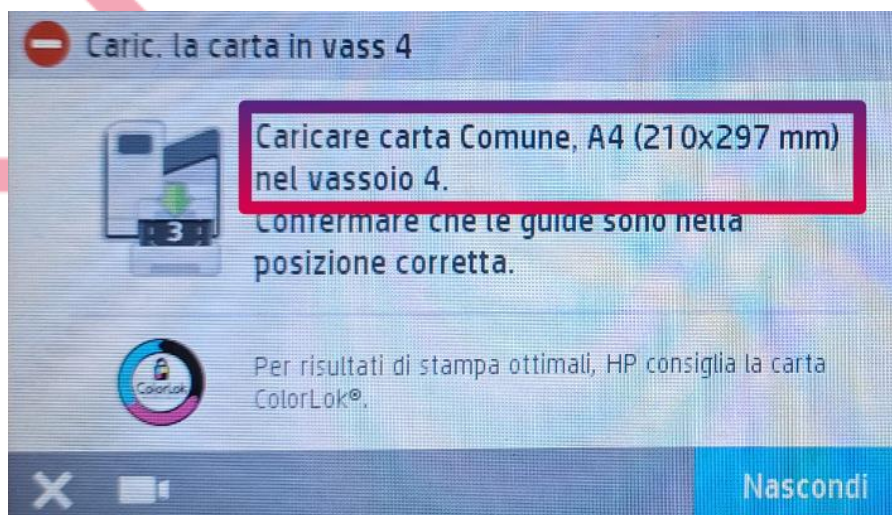 Caric. la carta in vass 4
Caricare carta Comune, A4 (210x297 mm)
nel vassoio 4.
Confermare che le guide sono nella
posizione corretta.
3
ColorLok
Per risultati di stampa ottimali, HP consiglia la carta
ColorLok®.
Nascondi